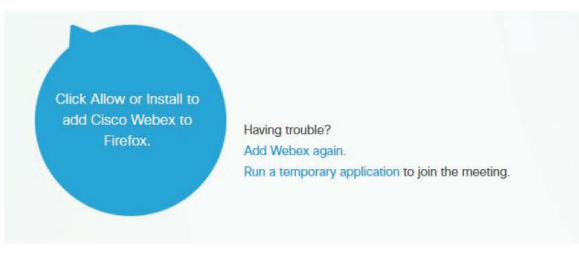 Click Allow or Install to
add Cisco Webex to
Firefox.
Having trouble?
Add Webex again.
Run a temporary application to join the meeting.